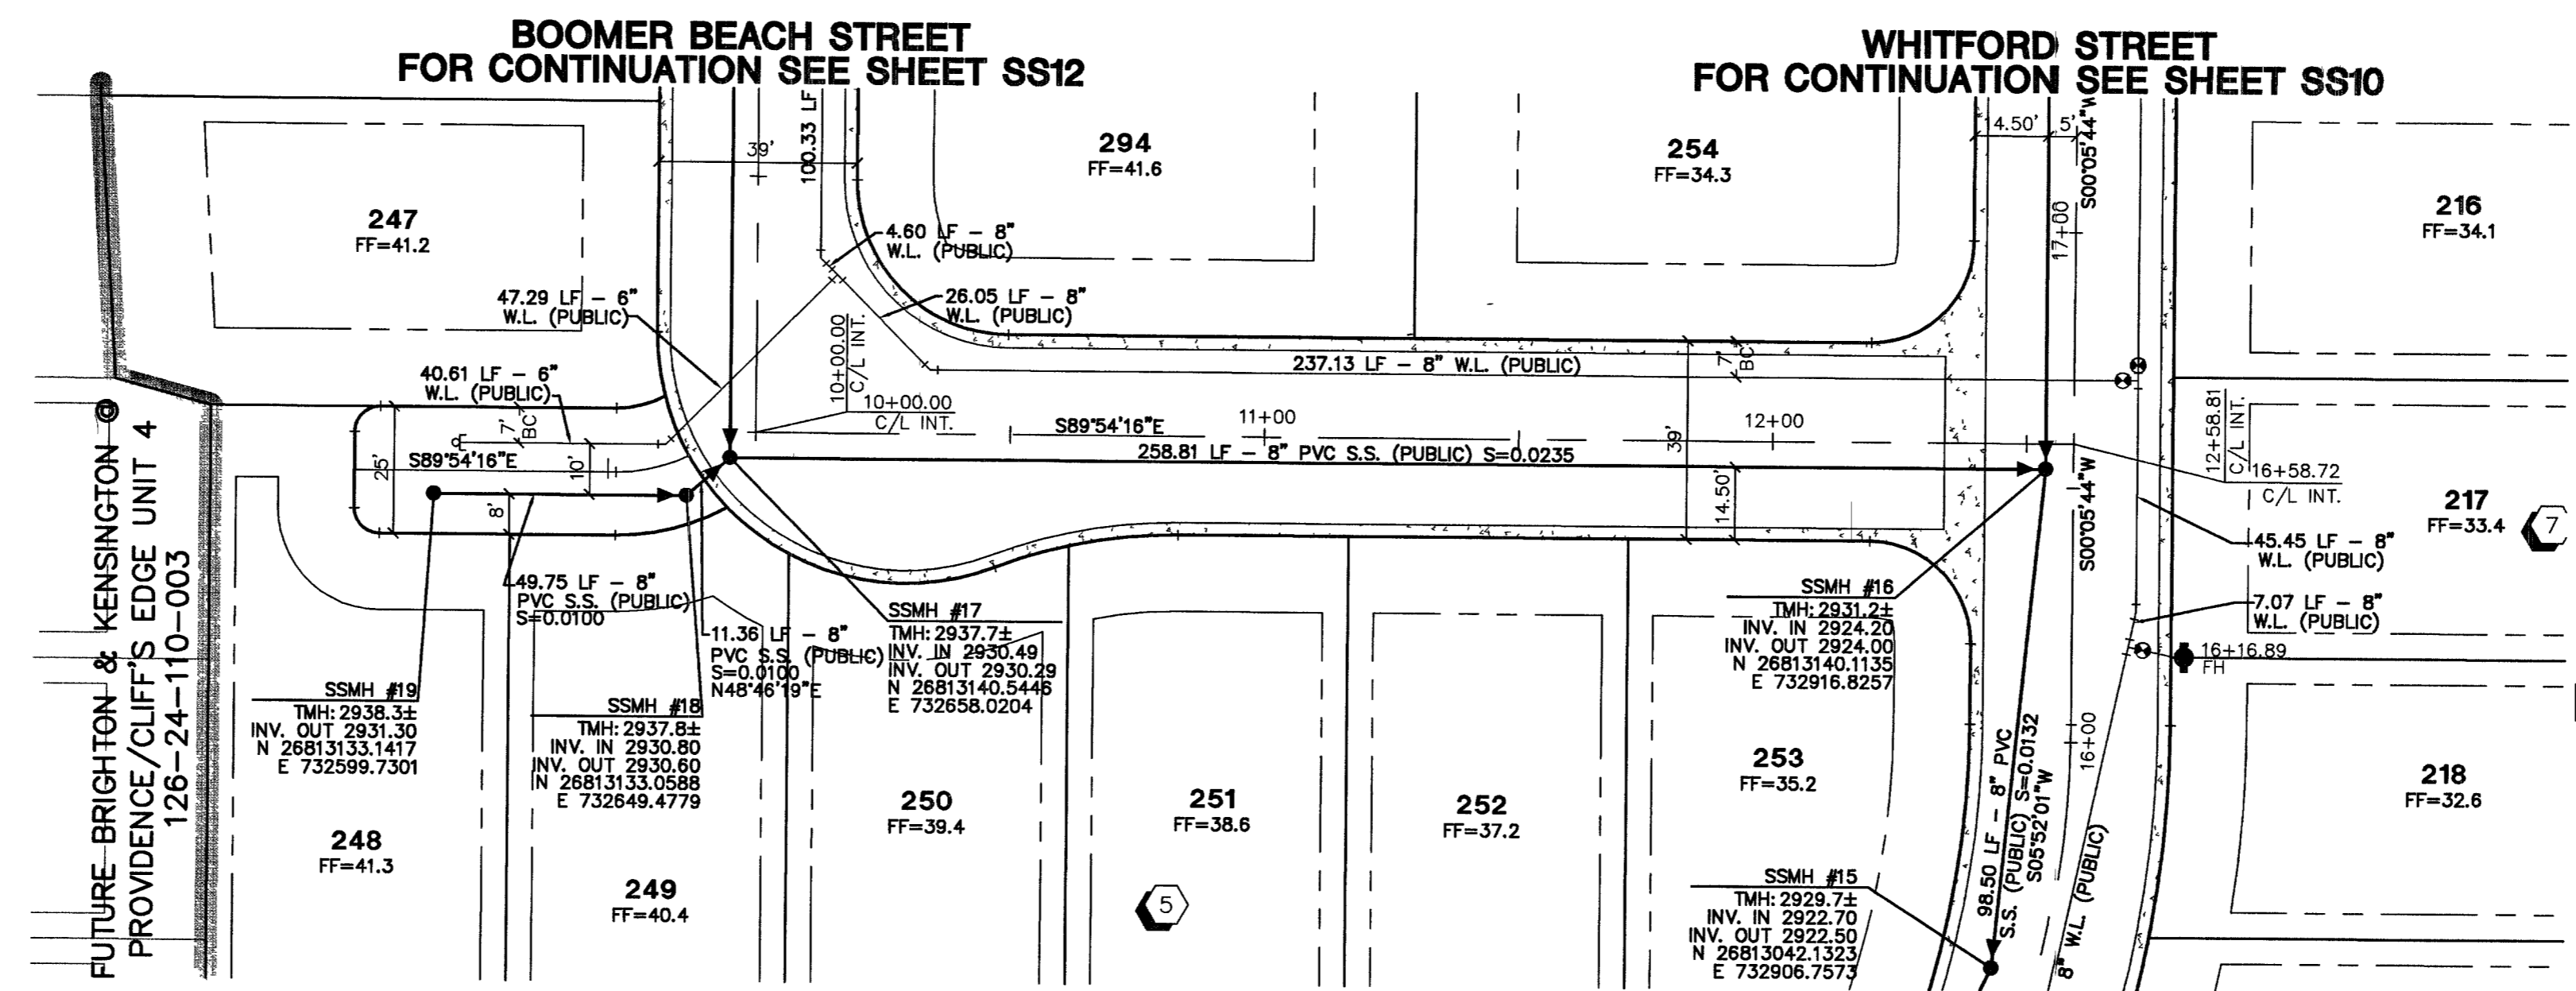 BOOMER BEACH STREET
FOR CONTINUATION SEE SHEET SS12
WHITFORD STREET
FOR CONTINUATION SEE SHEET SS10
247
FF=41.2
39'
100.33 LF
294
FF=41.6
254
FF=34.3
4.50'
5'
S00°05'44"W
17+00
216
FF=34.1
4.60 LF - 8"
W.L. (PUBLIC)
47.29 LF - 6"
W.L. (PUBLIC)
26.05 LF - 8"
W.L. (PUBLIC)
10+00.00
C/L INT.
10+00.00
C/L INT.
237.13 LF - 8" W.L. (PUBLIC)
7'
BC
40.61 LF - 6"
W.L. (PUBLIC)
7'
BC
S89°54'16"E
25'
10'
8'
S89°54'16"E
11+00
12+00
258.81 LF - 8" PVC S.S. (PUBLIC) S=0.0235
39'
14.50'
12+58.81
C/L INT.
16+58.72
C/L INT.
S00°05'44"W
217
FF=33.4
7
45.45 LF - 8"
W.L. (PUBLIC)
7.07 LF - 8"
W.L. (PUBLIC)
16+16.89
FH
49.75 LF - 8"
PVC S.S. (PUBLIC)
S=0.0100
11.36 LF - 8"
PVC S.S. (PUBLIC)
S=0.0100
N48°46'19"E
SSMH #17
TMH: 2937.7±
INV. IN 2930.49
INV. OUT 2930.29
N 26813140.5446
E 732658.0204
SSMH #16
TMH: 2931.2±
INV. IN 2924.20
INV. OUT 2924.00
N 26813140.1135
E 732916.8257
SSMH #19
TMH: 2938.3±
INV. OUT 2931.30
N 26813133.1417
E 732599.7301
SSMH #18
TMH: 2937.8±
INV. IN 2930.80
INV. OUT 2930.60
N 26813133.0588
E 732649.4779
FUTURE BRIGHTON & KENSINGTON @
PROVIDENCE/CLIFF'S EDGE UNIT 4
126-24-110-003
248
FF=41.3
249
FF=40.4
250
FF=39.4
251
FF=38.6
252
FF=37.2
253
FF=35.2
5
SSMH #15
TMH: 2929.7±
INV. IN 2922.70
INV. OUT 2922.50
N 26813042.1323
E 732906.7573
98.50 LF - 8" PVC
S.S. (PUBLIC) S=0.0132
S05°52'01"W
16+00
8" W.L. (PUBLIC)
218
FF=32.6